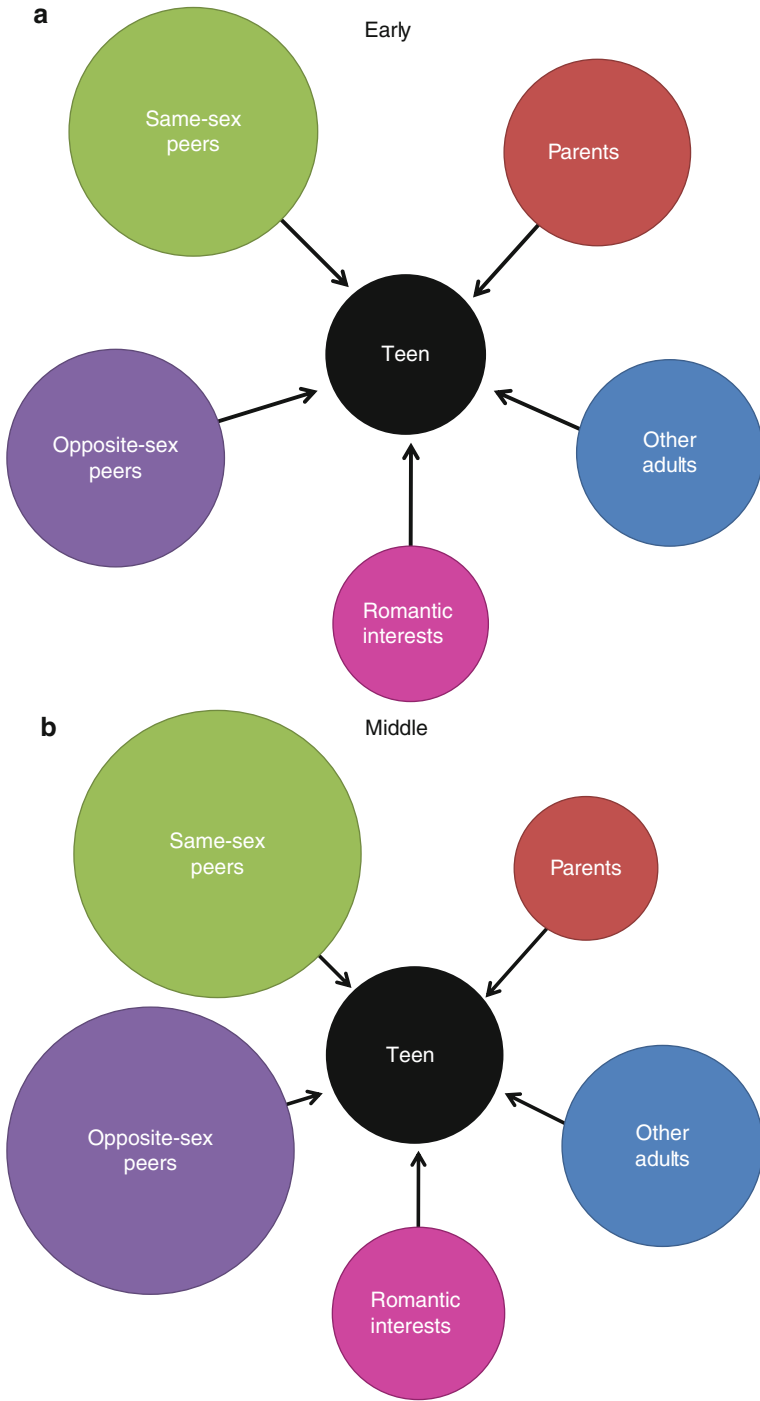 a
Early
Same-sex
peers
Parents
Teen
Opposite-sex
peers
Other
adults
Romantic
interests
b
Middle
Same-sex
peers
Parents
Teen
Opposite-sex
peers
Other
adults
Romantic
interests